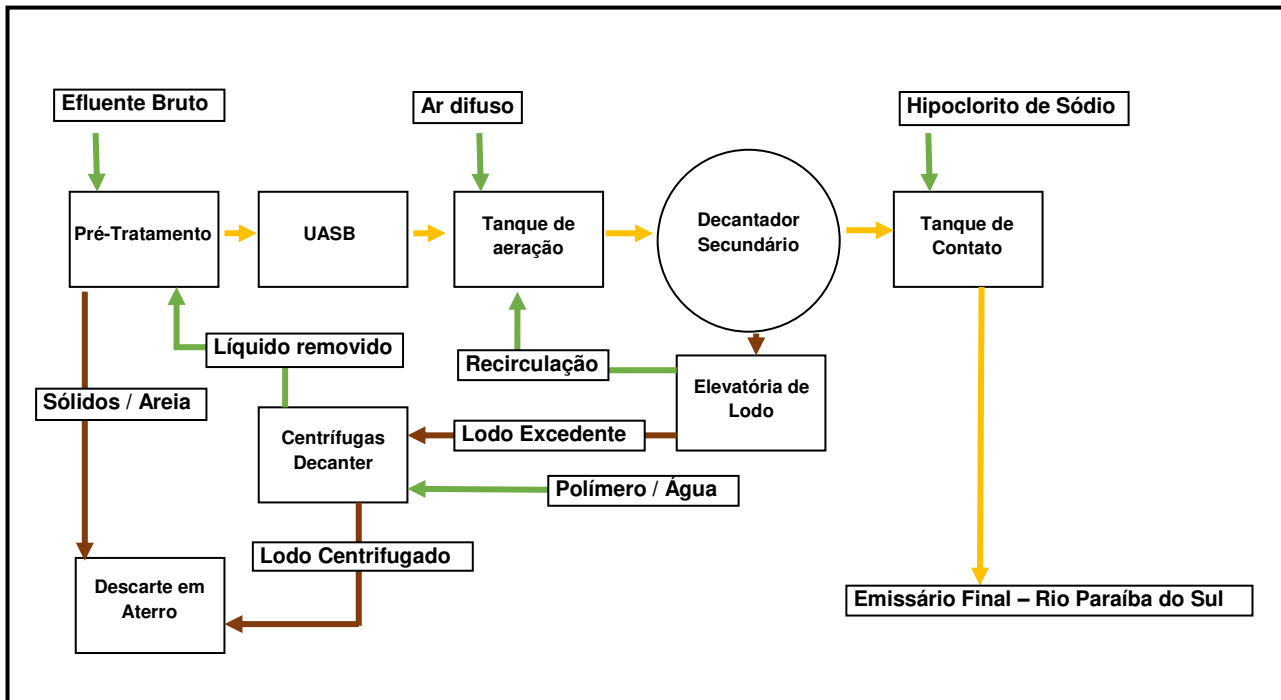 Efluente Bruto
Ar difuso
Hipoclorito de Sódio
Pré-Tratamento
UASB
Tanque de
aeração
Decantador
Secundário
Tanque de
Contato
Líquido removido
Recirculação
Elevatória de
Lodo
Sólidos / Areia
Centrífugas
Decanter
Lodo Excedente
Polímero / Água
Lodo Centrifugado
Descarte em
Aterro
Emissário Final – Rio Paraíba do Sul